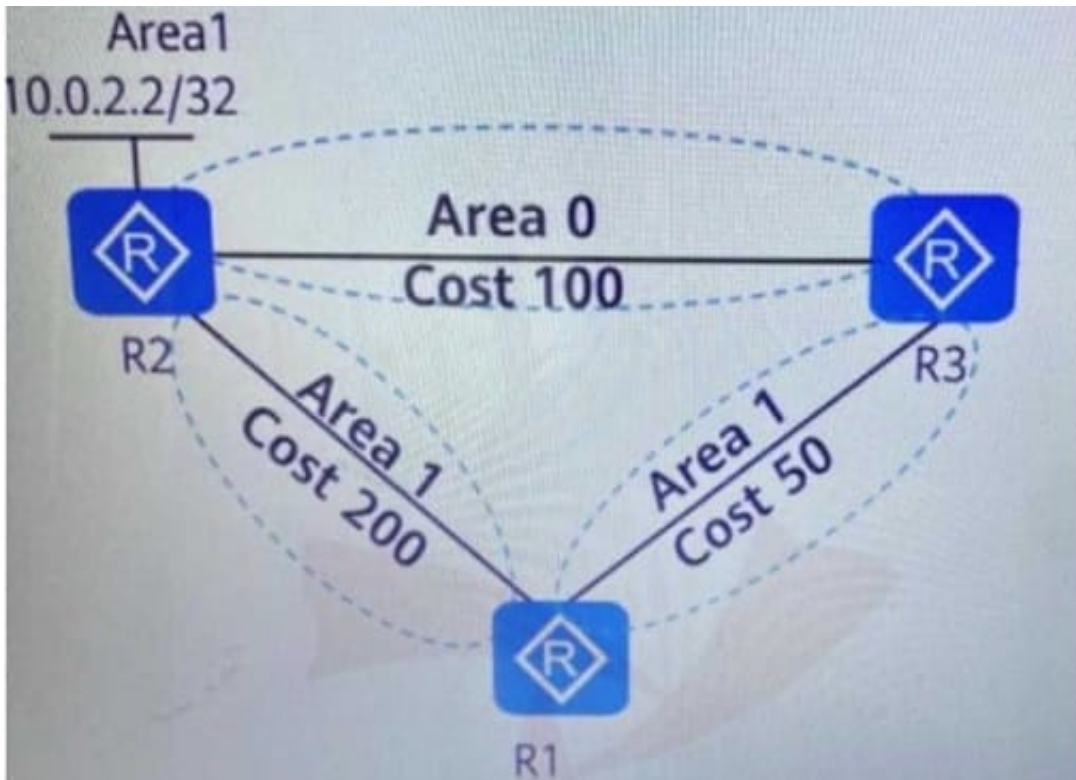 Area1
10.0.2.2/32
R
Area 0
R
Cost 100
R2
R3
Area 1
Cost 200
Area 1
Cost 50
R
R1